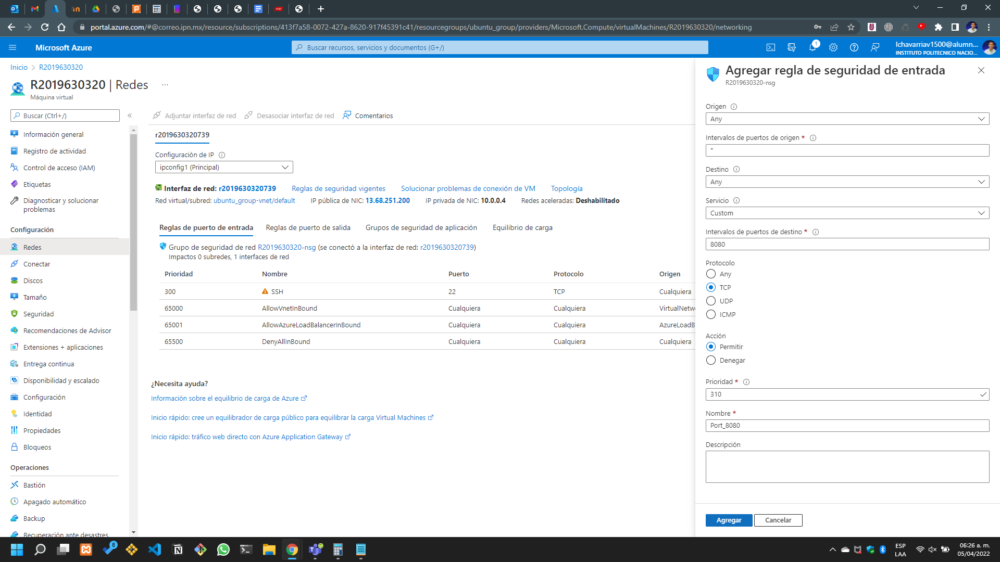 portal.azure.com/#@correo.ipn.mx/resource/subscriptions/413f7a58-0072-427a-8620-917f45391c41/resourcegroups/ubuntu_group/providers/Microsoft.Compute/virtualMachines/R2019630320/networking
Microsoft Azure
Buscar recursos, servicios y documentos (G+/)
1
lchavarriav1500@alumn...
INSTITUTO POLITECNICO NACIO...
Inicio > R2019630320
R2019630320 | Redes ...
Máquina virtual
Buscar (Ctrl+/)
Información general
Registro de actividad
Control de acceso (IAM)
Etiquetas
Diagnosticar y solucionar
problemas
Configuración
Redes
Conectar
Discos
Tamaño
Seguridad
Recomendaciones de Advisor
Extensiones + aplicaciones
Entrega continua
Disponibilidad y escalado
Configuración
Identidad
Propiedades
Bloqueos
Operaciones
Bastión
Apagado automático
Backup
Recuperación ante desastres
Adjuntar interfaz de red Desasociar interfaz de red Comentarios
r2019630320739
Configuración de IP
ipconfig1 (Principal)
Interfaz de red: r2019630320739 Reglas de seguridad vigentes Solucionar problemas de conexión de VM Topología
Red virtual/subred: ubuntu_group-vnet/default IP pública de NIC: 13.68.251.200 IP privada de NIC: 10.0.0.4 Redes aceleradas: Deshabilitado
Reglas de puerto de entrada Reglas de puerto de salida Grupos de seguridad de aplicación Equilibrio de carga
Grupo de seguridad de red R2019630320-nsg (se conectó a la interfaz de red: r2019630320739)
Impactos 0 subredes, 1 interfaces de red
Prioridad Nombre Puerto Protocolo Origen
300 SSH 22 TCP Cualquiera
65000 AllowVnetInBound Cualquiera Cualquiera VirtualNetw
65001 AllowAzureLoadBalancerInBound Cualquiera Cualquiera AzureLoadB
65500 DenyAllInBound Cualquiera Cualquiera Cualquiera
¿Necesita ayuda?
Información sobre el equilibrio de carga de Azure
Inicio rápido: cree un equilibrador de carga público para equilibrar la carga Virtual Machines
Inicio rápido: tráfico web directo con Azure Application Gateway
Agregar regla de seguridad de entrada
R2019630320-nsg
Origen
Any
Intervalos de puertos de origen *
*
Destino
Any
Servicio
Custom
Intervalos de puertos de destino *
8080
Protocolo
Any
TCP
UDP
ICMP
Acción
Permitir
Denegar
Prioridad *
310
Nombre *
Port_8080
Descripción
Agregar Cancelar
8
ESP
LAA
06:26 a. m.
05/04/2022